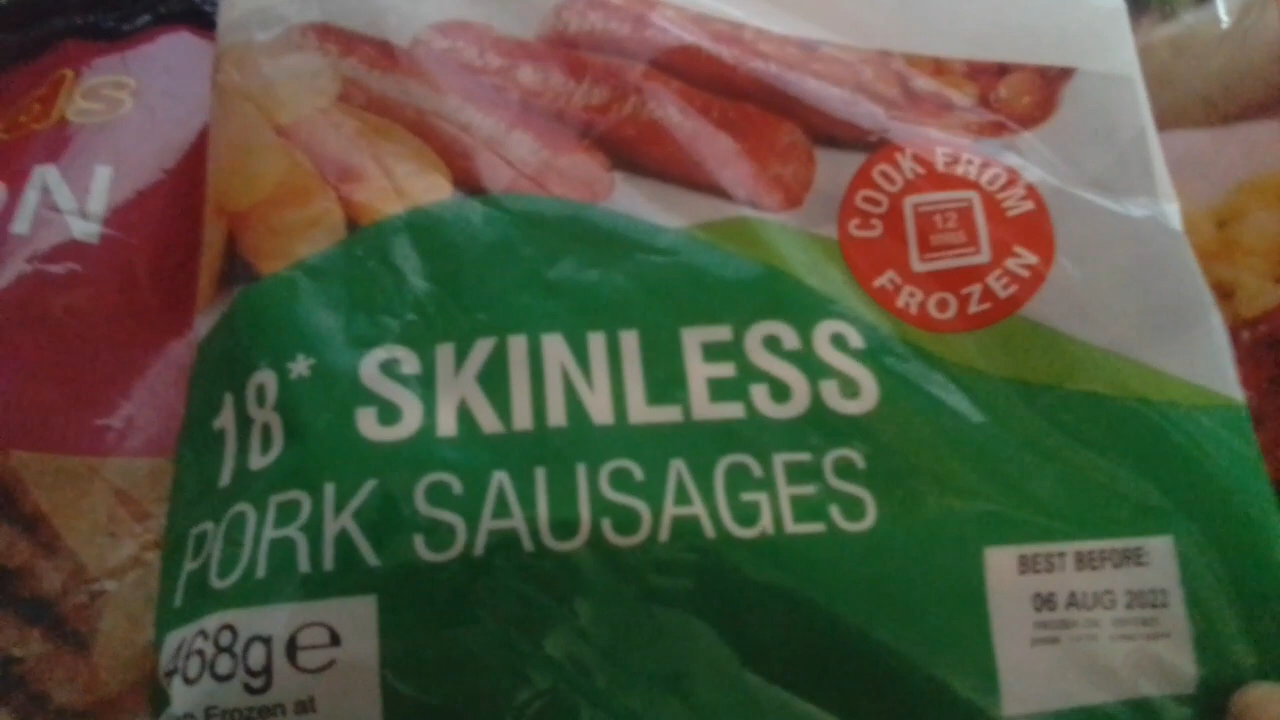 N
COOK FROM
12
MINS
FROZEN
18* SKINLESS
PORK SAUSAGES
468g e
Frozen at
BEST BEFORE:
06 AUG 2022